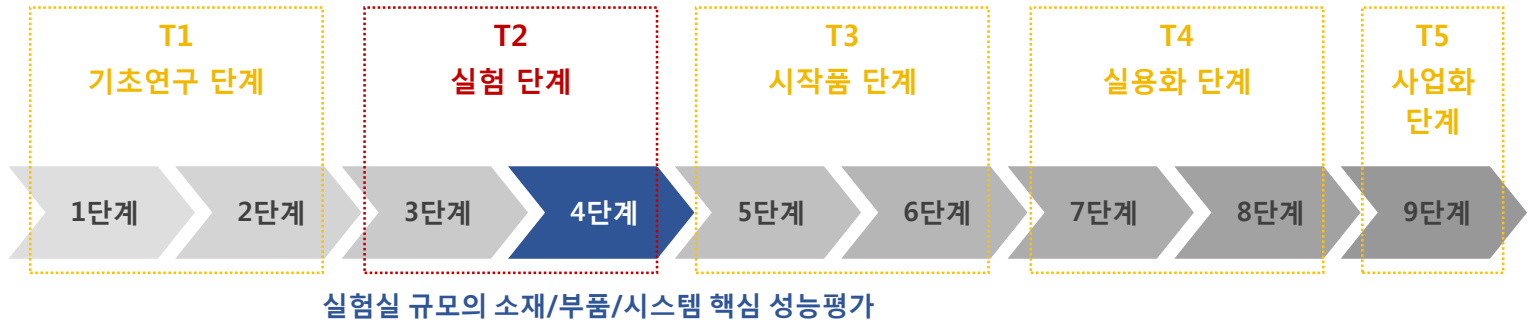 T1
기초연구 단계
T2
실험 단계
T3
시작품 단계
T4
실용화 단계
T5
사업화
단계
1단계
2단계
3단계
4단계
5단계
6단계
7단계
8단계
9단계
실험실 규모의 소재/부품/시스템 핵심 성능평가